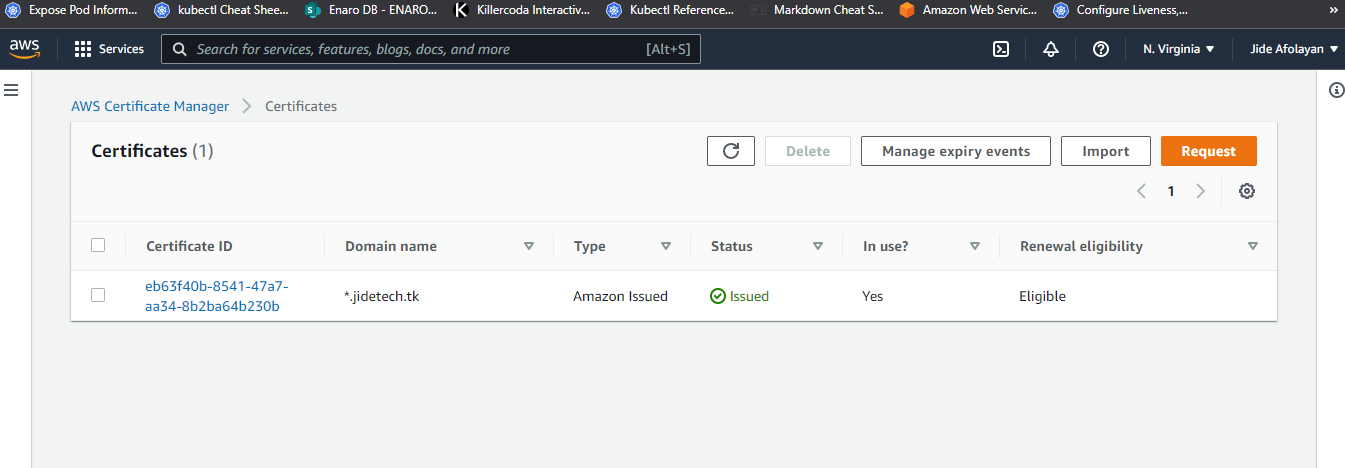 Expose Pod Inform... kubectl Cheat Shee... Enaro DB - ENARO... Killercoda Interactiv... Kubectl Reference... Markdown Cheat S... Amazon Web Servic... Configure Liveness,... »
aws Services Search for services, features, blogs, docs, and more [Alt+S] N. Virginia Jide Afolayan
AWS Certificate Manager Certificates
Certificates (1) Delete Manage expiry events Import Request
1
Certificate ID Domain name Type Status In use? Renewal eligibility
eb63f40b-8541-47a7-
aa34-8b2ba64b230b *.jidetech.tk Amazon Issued Issued Yes Eligible